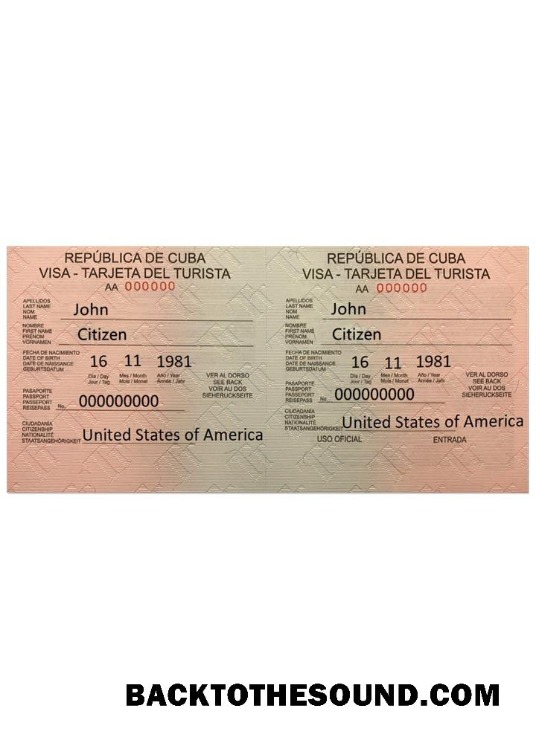 REPÚBLICA DE CUBA
VISA - TARJETA DEL TURISTA
AA 000000
APELLIDOS
LAST NAME
NOM
NAME
John
NOMBRE
FIRST NAME
PRÉNOM
VORNAMEN
Citizen
FECHA DE NACIMIENTO
DATE OF BIRTH
DATE DE NAISSANCE
GEBURTSDATUM
16 11 1981
Día / Day Mes / Month Año / Year
Jour / Tag Mois / Monat Année / Jahr
VER AL DORSO
SEE BACK
VOIR AU DOS
SIEHERUCKSEITE
PASAPORTE
PASSPORT
PASSEPORT
REISEPASS
No. 000000000
CIUDADANIA
CITIZENSHIP
NATIONALITÉ
STAATSANGEHÖRIGKEIT
United States of America
REPÚBLICA DE CUBA
VISA - TARJETA DEL TURISTA
AA 000000
APELLIDOS
LAST NAME
NOM
NAME
John
NOMBRE
FIRST NAME
PRÉNOM
VORNAMEN
Citizen
FECHA DE NACIMIENTO
DATE OF BIRTH
DATE DE NAISSANCE
GEBURTSDATUM
16 11 1981
Día / Day Mes / Month Año / Year
Jour / Tag Mois / Monat Année / Jahr
VER AL DORSO
SEE BACK
VOIR AU DOS
SIEHERUCKSEITE
PASAPORTE
PASSPORT
PASSEPORT
REISEPASS
No. 000000000
CIUDADANIA
CITIZENSHIP
NATIONALITÉ
STAATSANGEHÖRIGKEIT
United States of America
USO OFICIAL ENTRADA
BACKTOTHESOUND.COM